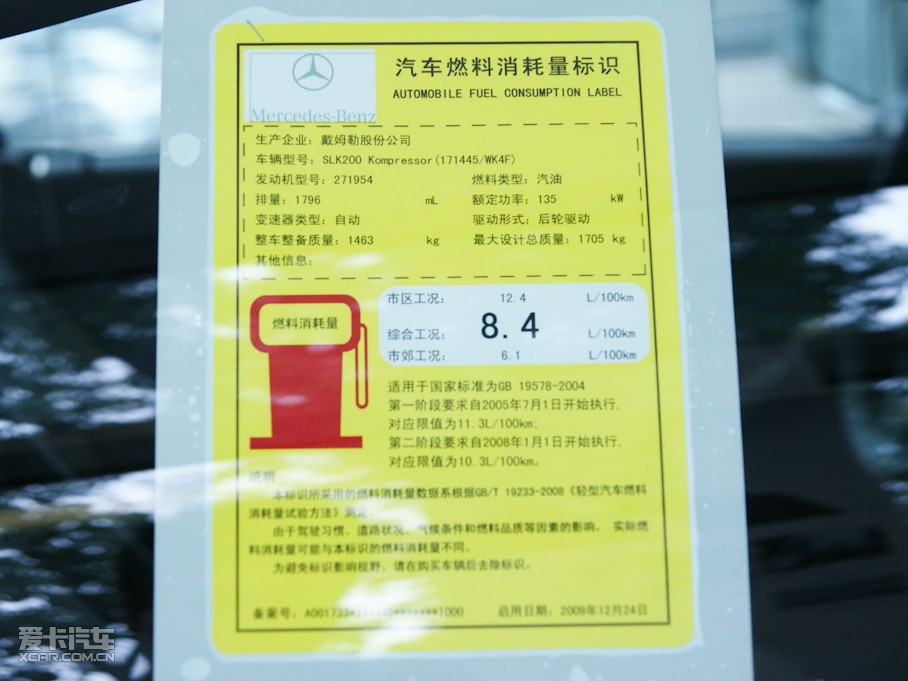 汽车燃料消耗量标识
AUTOMOBILE FUEL CONSUMPTION LABEL
Mercedes-Benz
生产企业：戴姆勒股份公司
车辆型号：SLK200 Kompressor(171445/WK4F)
发动机型号：271954 燃料类型：汽油
排量：1796 mL 额定功率：135 kW
变速器类型：自动 驱动形式：后轮驱动
整车整备质量：1463 kg 最大设计总质量：1705 kg
其他信息：
燃料消耗量
市区工况： 12.4 L/100km
综合工况： 8.4 L/100km
市郊工况： 6.1 L/100km
适用于国家标准为GB 19578-2004
第一阶段要求自2005年7月1日开始执行，
对应限值为11.3L/100km；
第二阶段要求自2008年1月1日开始执行，
对应限值为10.3L/100km。
说明
本标识所采用的燃料消耗量数据系根据GB/T 19233-2008《轻型汽车燃料
消耗量试验方法》测定。
由于驾驶习惯、道路状况、气候条件和燃料品质等因素的影响，实际燃
料消耗量可能与本标识的燃料消耗量不同。
为避免标识影响视野，请在购买车辆后去除标识。
备案号： 启用日期：2009年12月24日
爱卡汽车
XCAR.COM.CN